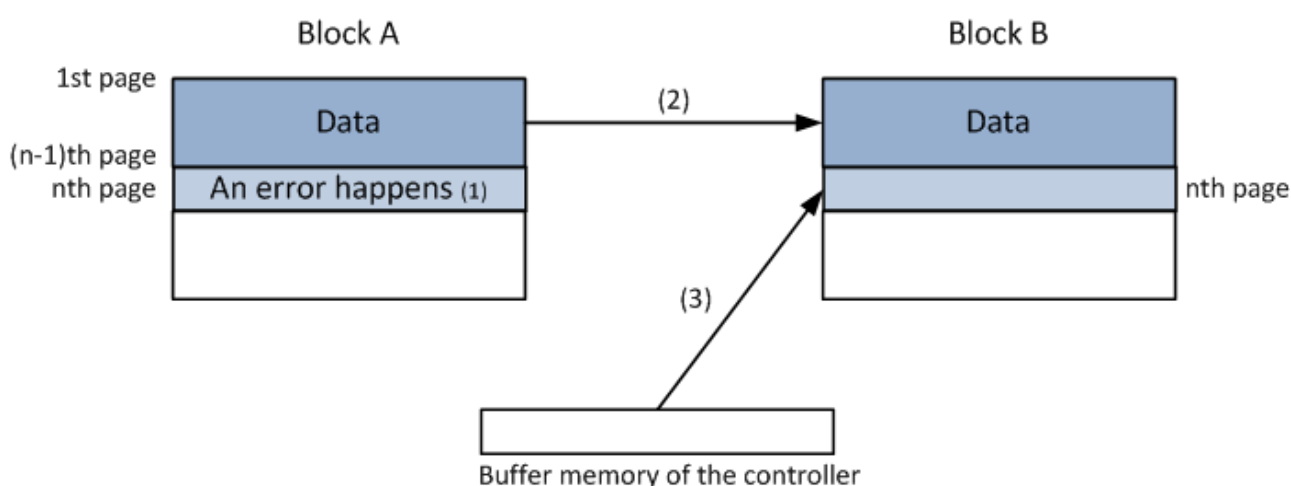 Block A
Block B
1st page
Data
(2)
Data
(n-1)th page
nth page
An error happens (1)
nth page
(3)
Buffer memory of the controller